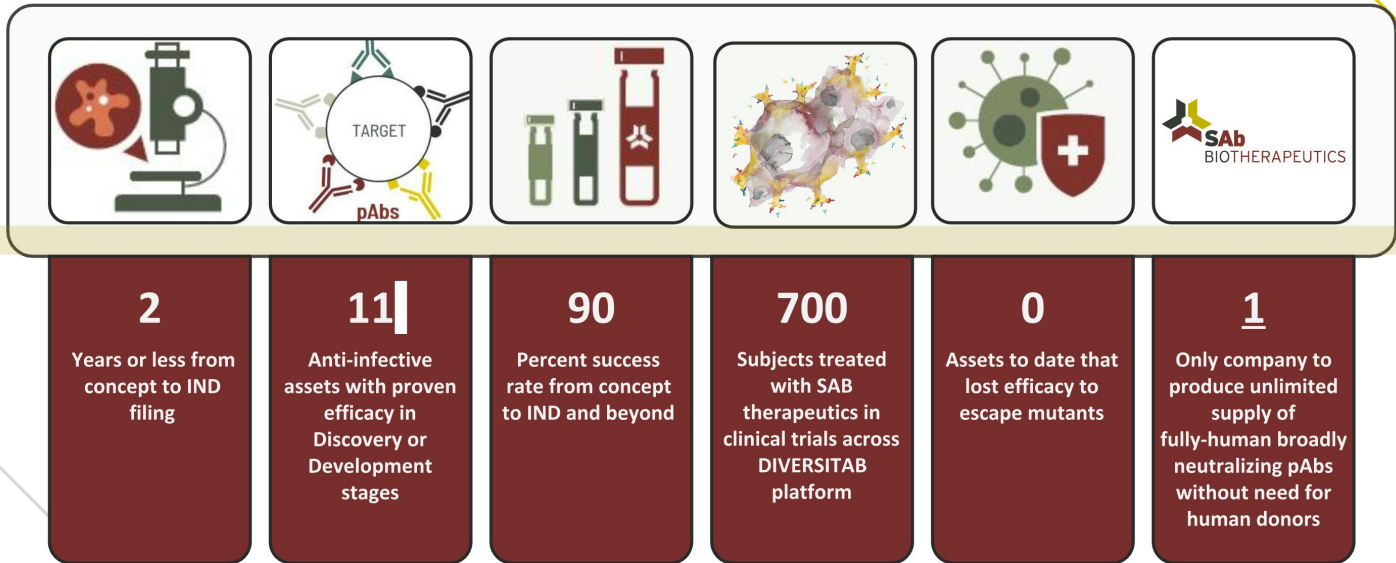 TARGET
pAbs
SAb
BIOTHERAPEUTICS
2
Years or less from
concept to IND
filing
11
Anti-infective
assets with proven
efficacy in
Discovery or
Development
stages
90
Percent success
rate from concept
to IND and beyond
700
Subjects treated
with SAB
therapeutics in
clinical trials across
DIVERSITAB
platform
0
Assets to date that
lost efficacy to
escape mutants
1
Only company to
produce unlimited
supply of
fully-human broadly
neutralizing pAbs
without need for
human donors